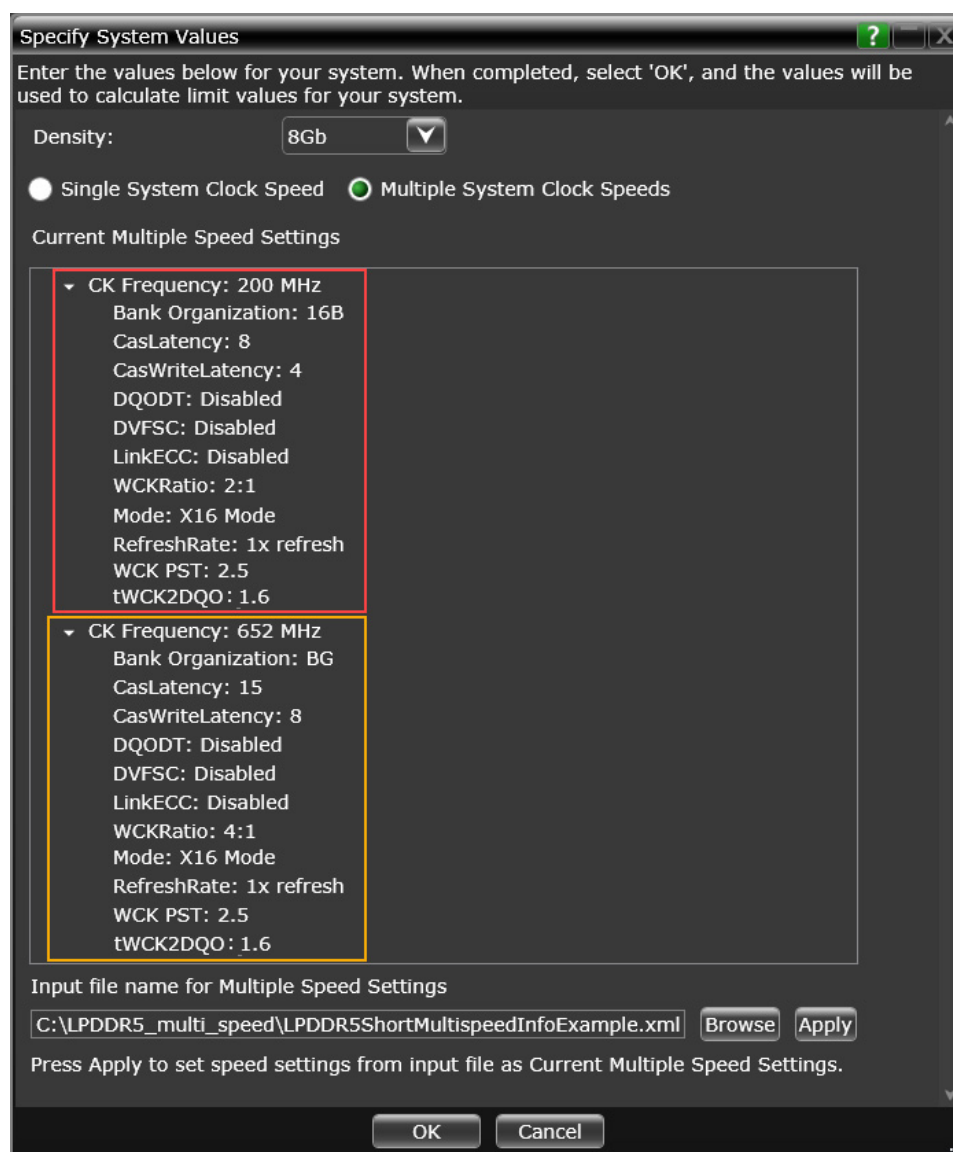 Specify System Values
?
X
Enter the values below for your system. When completed, select 'OK', and the values will be
used to calculate limit values for your system.
Density: 8Gb
Single System Clock Speed Multiple System Clock Speeds
Current Multiple Speed Settings
CK Frequency: 200 MHz
Bank Organization: 16B
CasLatency: 8
CasWriteLatency: 4
DQODT: Disabled
DVFSC: Disabled
LinkECC: Disabled
WCKRatio: 2:1
Mode: X16 Mode
RefreshRate: 1x refresh
WCK PST: 2.5
tWCK2DQO: 1.6
CK Frequency: 652 MHz
Bank Organization: BG
CasLatency: 15
CasWriteLatency: 8
DQODT: Disabled
DVFSC: Disabled
LinkECC: Disabled
WCKRatio: 4:1
Mode: X16 Mode
RefreshRate: 1x refresh
WCK PST: 2.5
tWCK2DQO: 1.6
Input file name for Multiple Speed Settings
C:\LPDDR5_multi_speed\LPDDR5ShortMultispeedInfoExample.xml Browse Apply
Press Apply to set speed settings from input file as Current Multiple Speed Settings.
OK Cancel